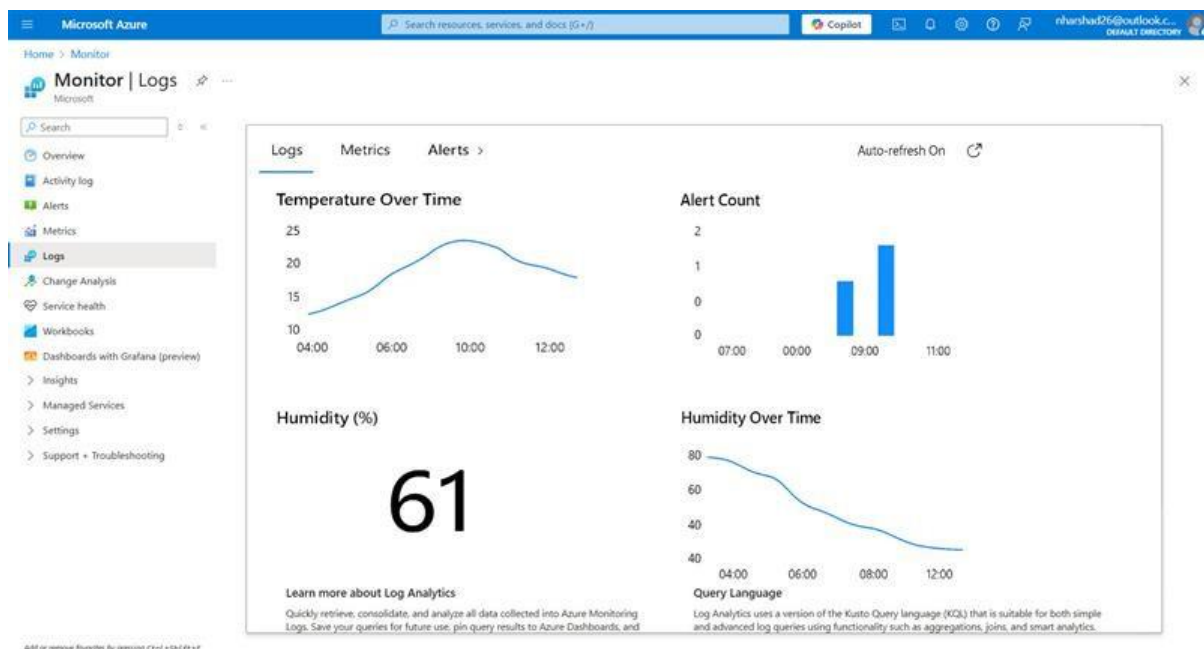 Microsoft Azure
Search resources, services, and docs (G+/)
Copilot
nharshad26@outlook.c...
DEFAULT DIRECTORY
Home > Monitor
Monitor | Logs
Microsoft
Search
Overview
Activity log
Alerts
Metrics
Logs
Change Analysis
Service health
Workbooks
Dashboards with Grafana (preview)
Insights
Managed Services
Settings
Support + Troubleshooting
Add or remove favorites by pressing Ctrl+Shift+F
Logs Metrics Alerts >
Auto-refresh On
Temperature Over Time
25
20
15
10
04:00 06:00 10:00 12:00
Alert Count
2
1
0
0
07:00 00:00 09:00 11:00
Humidity (%)
61
Humidity Over Time
80
60
40
40
04:00 06:00 08:00 12:00
Learn more about Log Analytics
Quickly retrieve, consolidate, and analyze all data collected into Azure Monitoring
Logs. Save your queries for future use, pin query results to Azure Dashboards, and
Query Language
Log Analytics uses a version of the Kusto Query language (KQL) that is suitable for both simple
and advanced log queries using functionality such as aggregations, joins, and smart analytics.